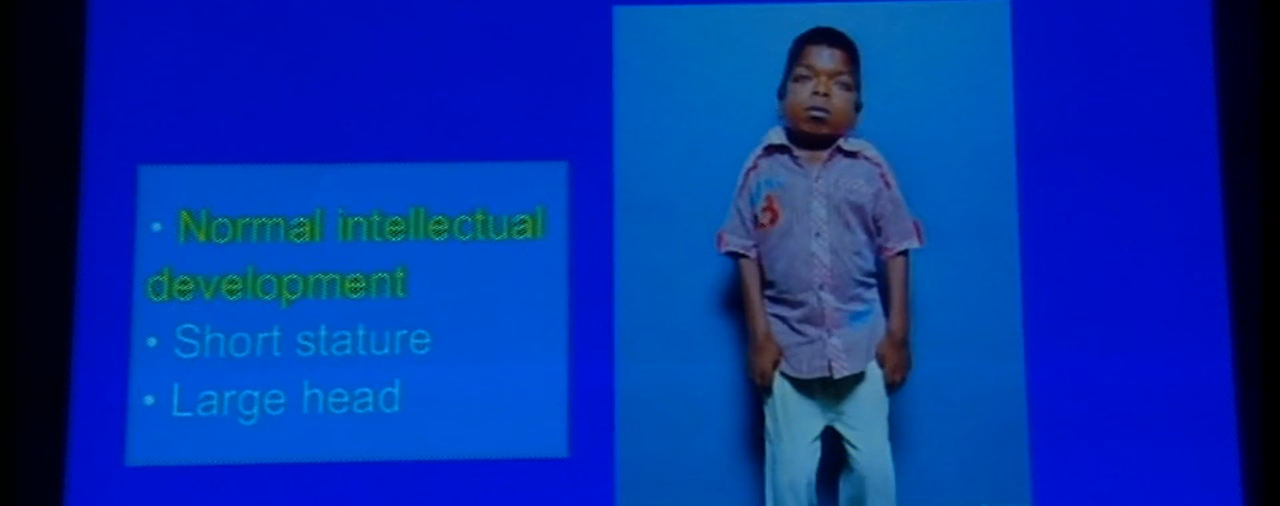 • Normal intellectual
development
• Short stature
• Large head